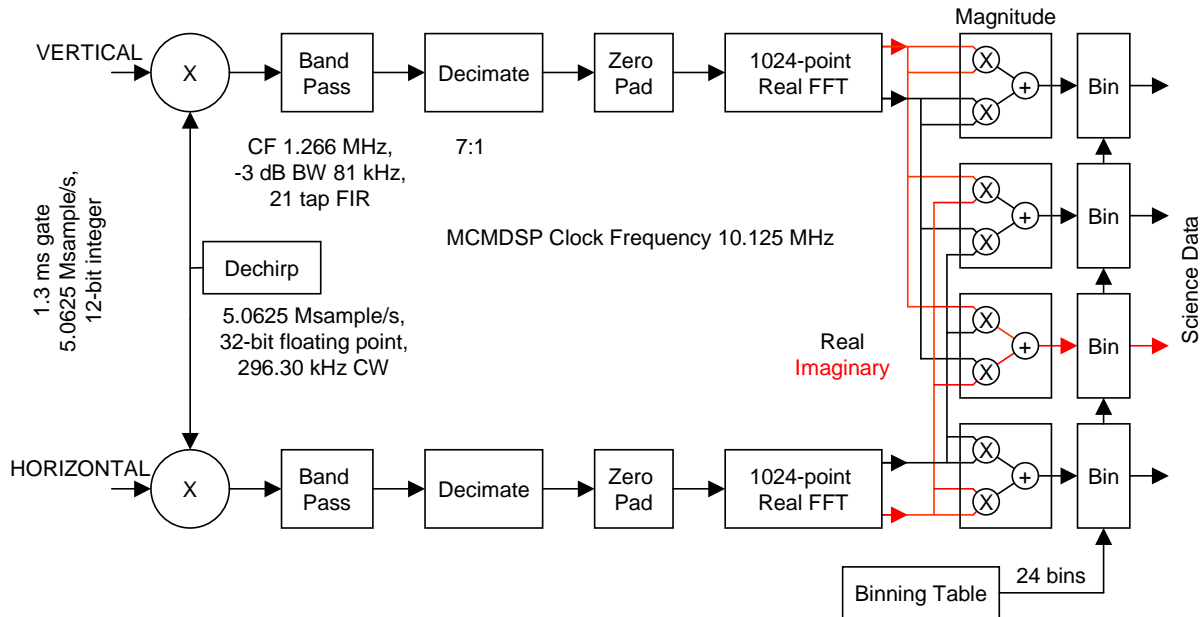 Magnitude
VERTICAL
X
Band
Pass
Decimate
Zero
Pad
1024-point
Real FFT
X
X
+
Bin
CF 1.266 MHz,
-3 dB BW 81 kHz,
21 tap FIR
7:1
X
X
+
Bin
MCMDSP Clock Frequency 10.125 MHz
1.3 ms gate
5.0625 Msample/s,
12-bit integer
Dechirp
5.0625 Msample/s,
32-bit floating point,
296.30 kHz CW
Real
Imaginary
X
X
+
Bin
Science Data
HORIZONTAL
X
Band
Pass
Decimate
Zero
Pad
1024-point
Real FFT
X
X
+
Bin
24 bins
Binning Table